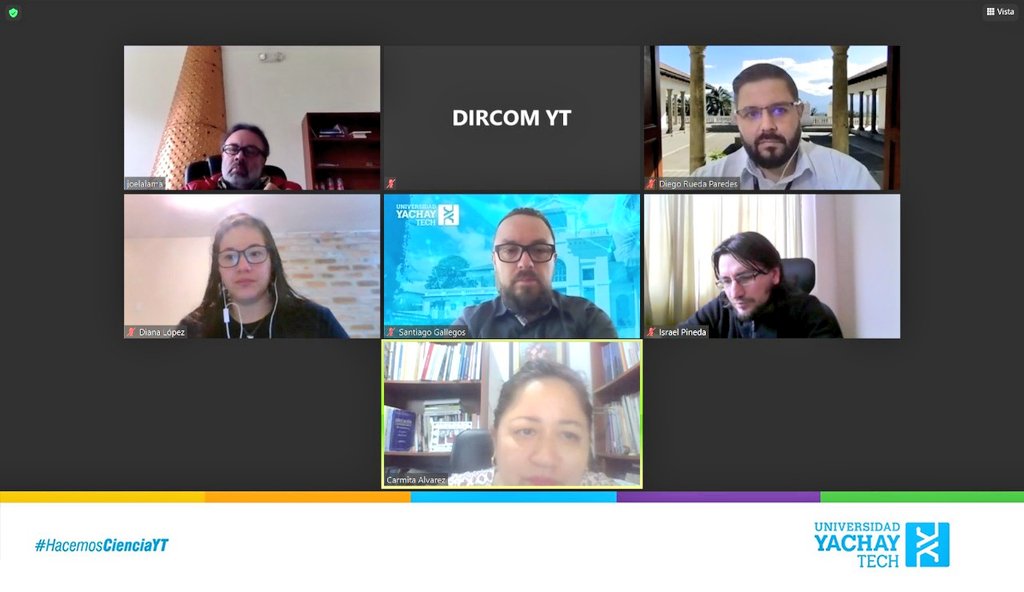 Vista
joelalama
DIRCOM YT
Diego Rueda Paredes
Diana López
UNIVERSIDAD
YACHAY
TECH
Santiago Gallegos
Israel Pineda
Carmita Alvarez
#HacemosCienciaYT
UNIVERSIDAD
YACHAY
TECH